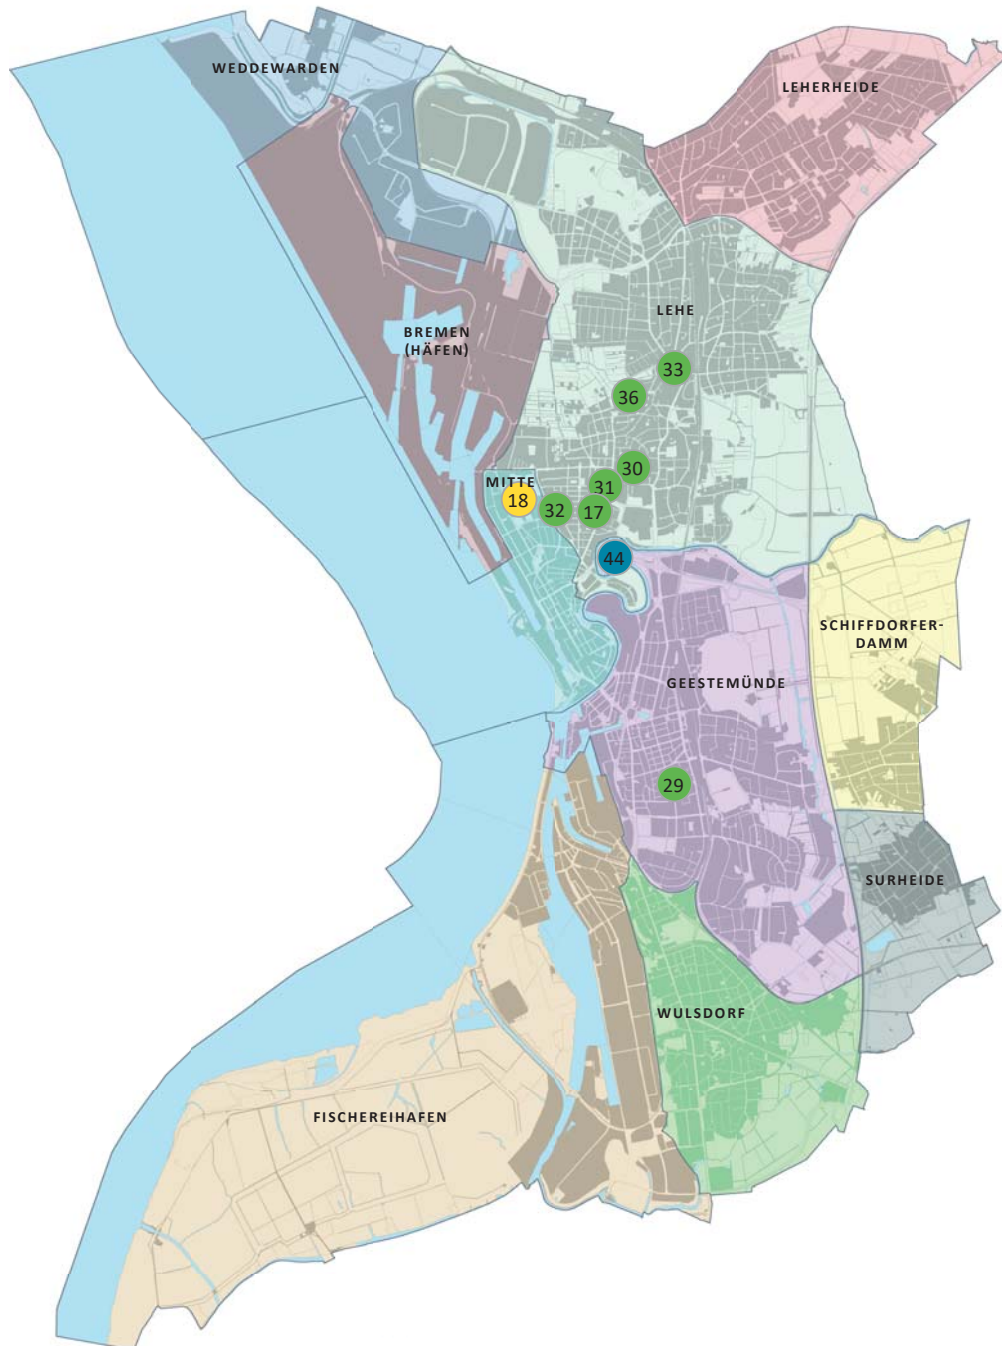 WEDDEWARDEN
LEHERHEIDE
LEHE
BREMEN
(HÄFEN)
33
36
30
MITTE
31
18
32
17
44
SCHIFFDORFER-
DAMM
GEESTEMÜNDE
29
SURHEIDE
WULSDORF
FISCHEREIHAFEN